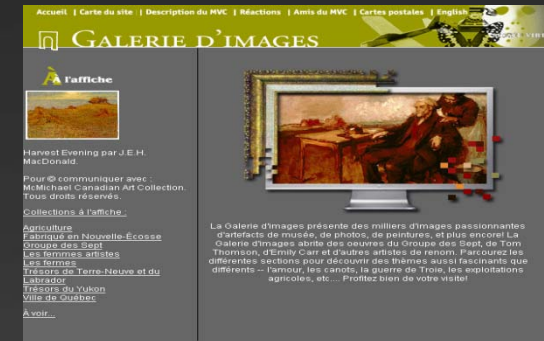 Accueil | Carte du site | Description du MVC | Réactions | Amis du MVC | Cartes postales | English
GALERIE D'IMAGES
À l'affiche
Harvest Evening par J.E.H.
MacDonald.
Pour © communiquer avec :
McMichael Canadian Art Collection.
Tous droits réservés.
Collections à l'affiche :
Agriculture
Fabriqué en Nouvelle-Écosse
Groupe des Sept
Les femmes artistes
Les fermes
Trésors de Terre-Neuve et du
Labrador
Trésors du Yukon
Ville de Québec
À voir...
La Galerie d'images présente des milliers d'images passionnantes
d'artefacts de musée, de photos, de peintures, et plus encore! La
Galerie d'images abrite des oeuvres du Groupe des Sept, de Tom
Thomson, d'Emily Carr et d'autres artistes de renom. Parcourez les
différentes sections pour découvrir des thèmes aussi fascinants que
différents -- l'amour, les canots, la guerre de Troie, les exploitations
agricoles, etc.... Profitez bien de votre visite!